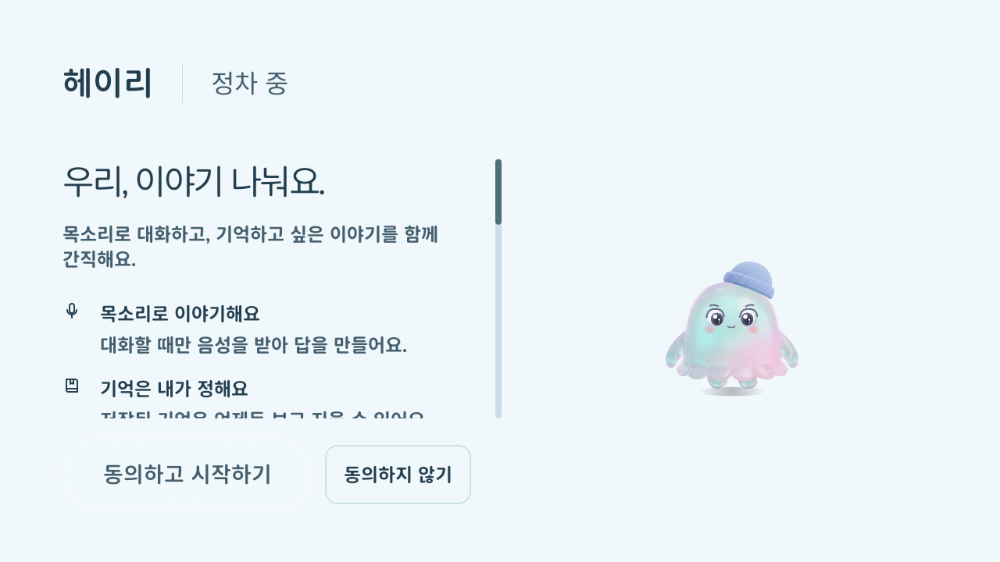 헤이리
정차 중
우리, 이야기 나눠요.
목소리로 대화하고, 기억하고 싶은 이야기를 함께
간직해요.
목소리로 이야기해요
대화할 때만 음성을 받아 답을 만들어요.
기억은 내가 정해요
동의하고 시작하기
동의하지 않기